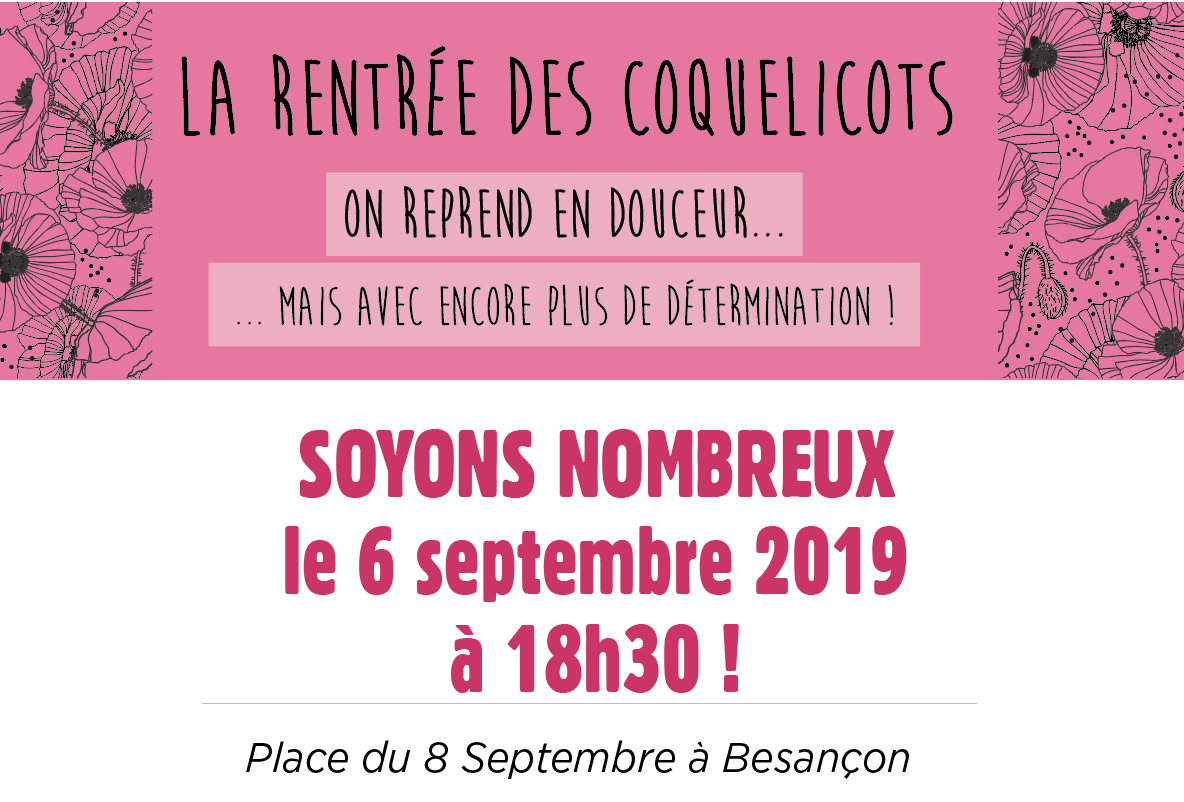 LA RENTRÉE DES COQUELICOTS
ON REPREND EN DOUCEUR...
... MAIS AVEC ENCORE PLUS DE DÉTERMINATION !
SOYONS NOMBREUX
le 6 septembre 2019
à 18h30 !
Place du 8 Septembre à Besançon